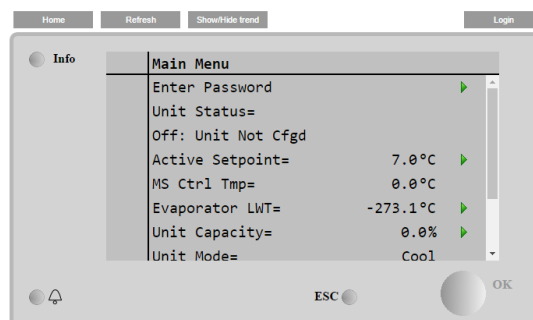 Home Refresh Show/Hide trend Login
Info
Main Menu
Enter Password
Unit Status=
Off: Unit Not Cfgd
Active Setpoint= 7.0°C
MS Ctrl Tmp= 0.0°C
Evaporator LWT= -273.1°C
Unit Capacity= 0.0%
Unit Mode= Cool
ESC OK